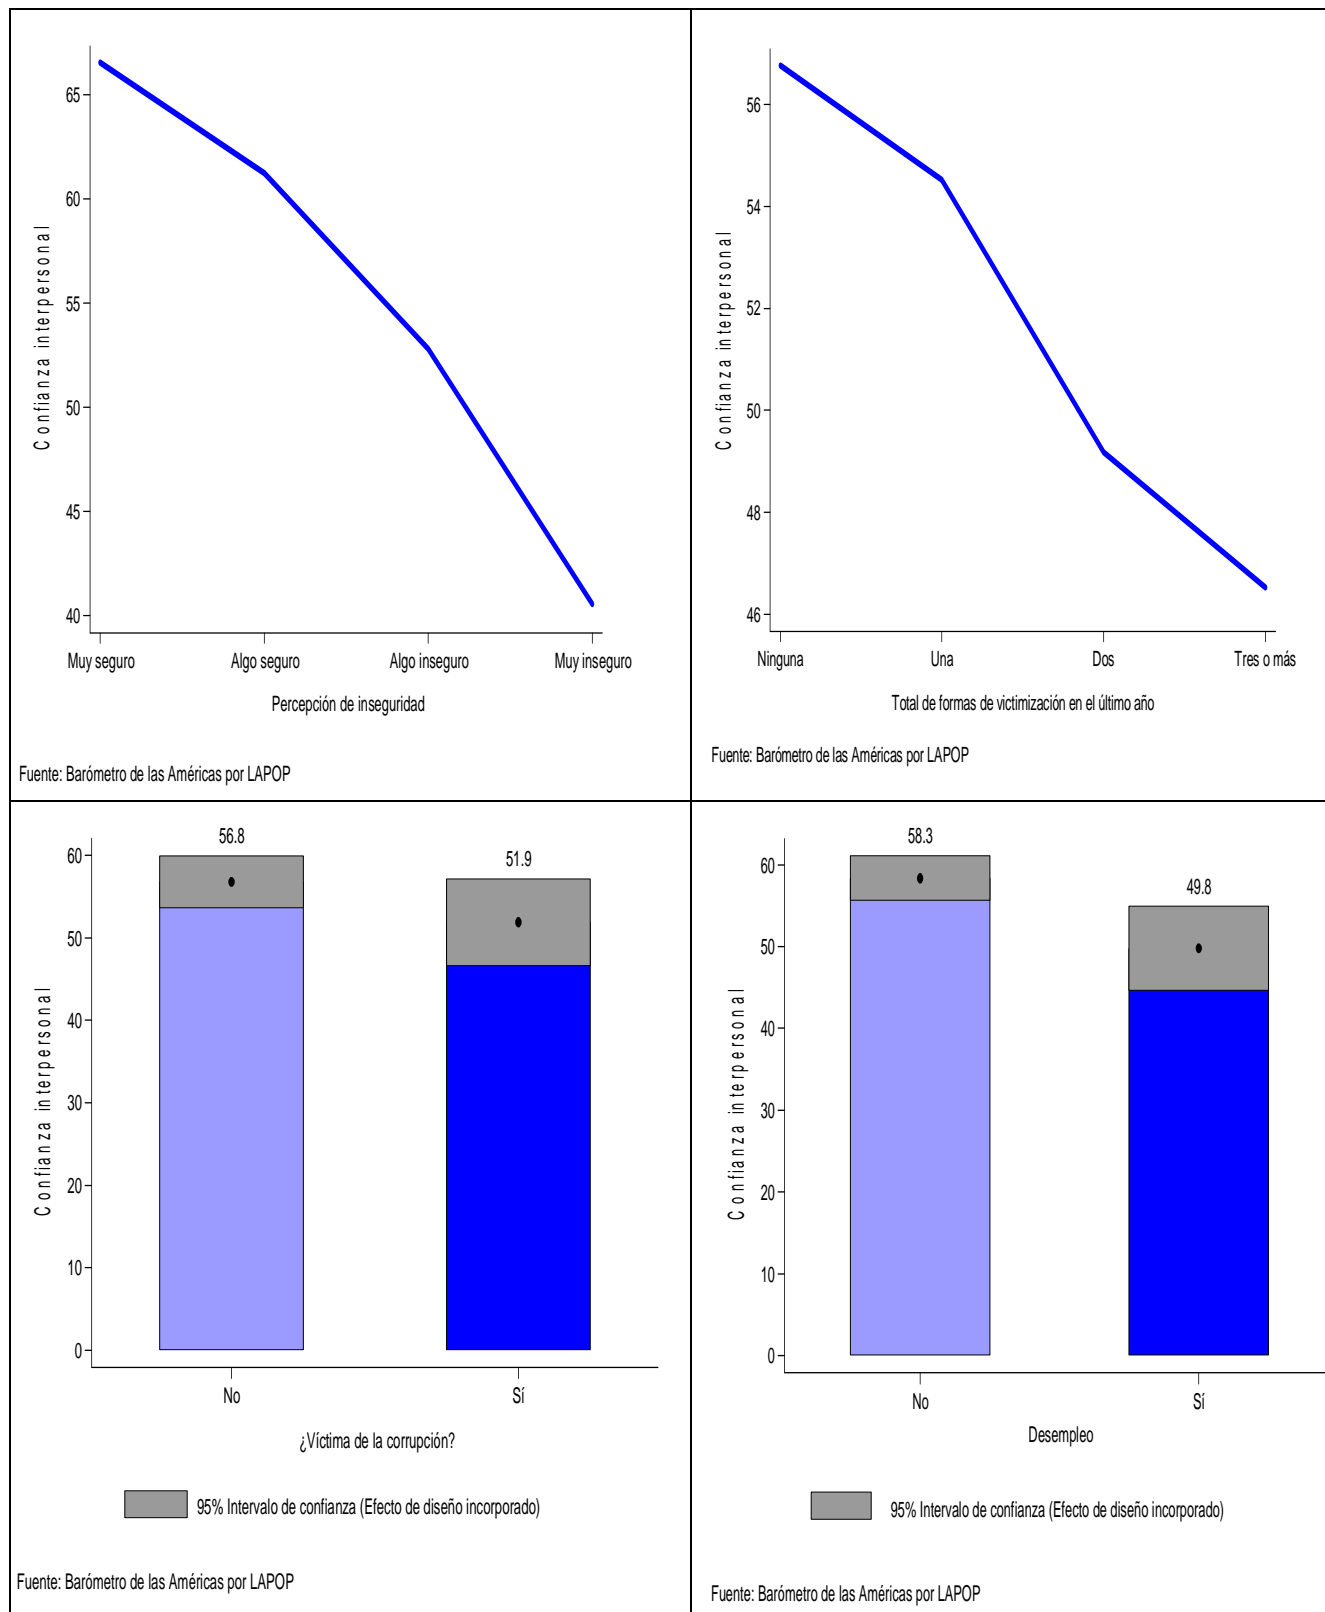 65
60
55
50
45
40
Confianza interpersonal
Muy seguro Algo seguro Algo inseguro Muy inseguro
Percepción de inseguridad
Fuente: Barómetro de las Américas por LAPOP
56
54
52
50
48
46
Confianza interpersonal
Ninguna Una Dos Tres o más
Total de formas de victimización en el último año
Fuente: Barómetro de las Américas por LAPOP
56.8
51.9
60
50
40
30
20
10
0
Confianza interpersonal
No Sí
¿Víctima de la corrupción?
95% Intervalo de confianza (Efecto de diseño incorporado)
Fuente: Barómetro de las Américas por LAPOP
58.3
49.8
60
50
40
30
20
10
0
Confianza interpersonal
No Sí
Desempleo
95% Intervalo de confianza (Efecto de diseño incorporado)
Fuente: Barómetro de las Américas por LAPOP